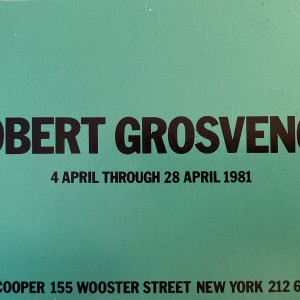 OBERT GROSVENO
4 APRIL THROUGH 28 APRIL 1981
COOPER 155 WOOSTER STREET NEW YORK 212 6